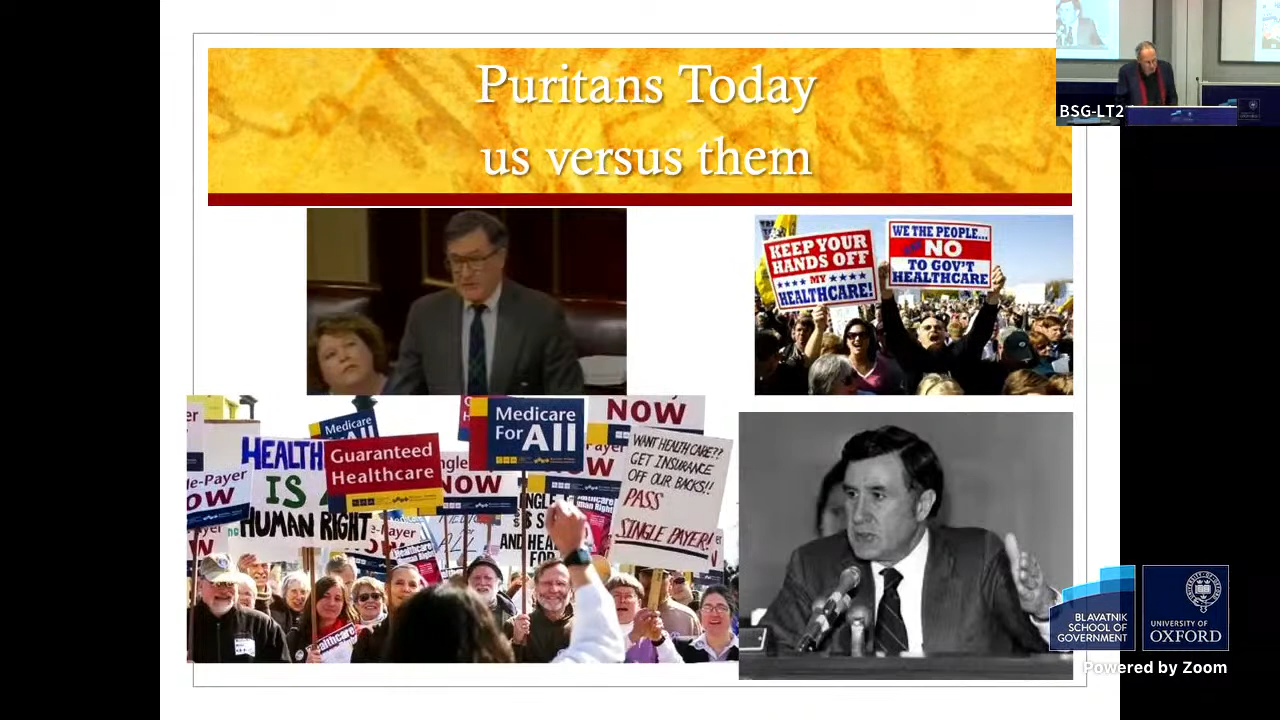 Puritans Today
us versus them
BSG-LT2
KEEP YOUR
HANDS OFF
MY
HEALTHCARE!
WE THE PEOPLE...
NO
TO GOV'T
HEALTHCARE
Medicare
Medicare
For All
NOW
HEALTH
IS
HUMAN RIGHT
Guaranteed
Healthcare
NOW
WANT HEALTH CARE??
GET INSURANCE
OFF OUR BACKS!!
PASS
SINGLE PAYER!
BLAVATNIK
SCHOOL OF
GOVERNMENT
UNIVERSITY OF
OXFORD
Powered by Zoom